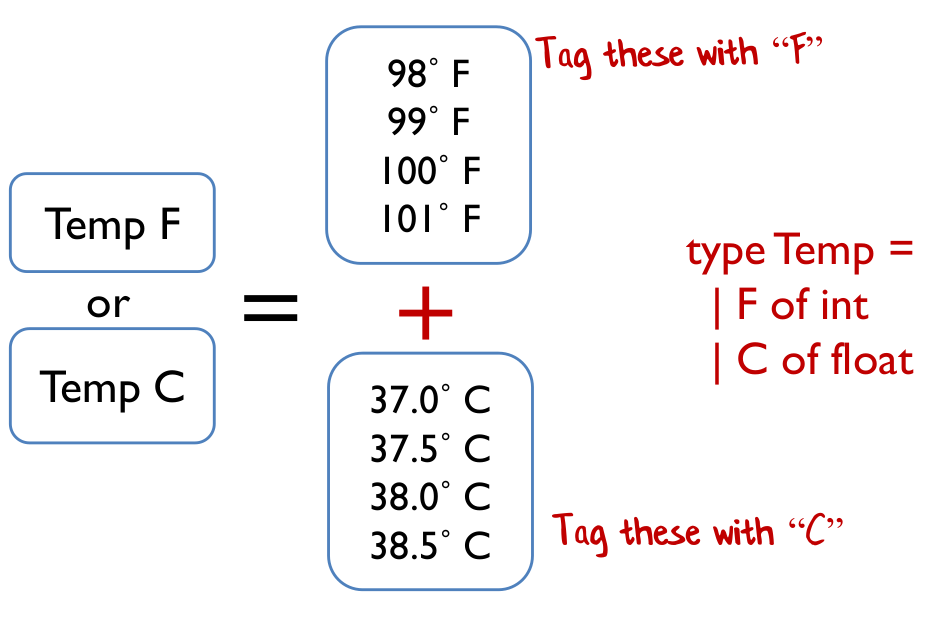 Temp F
or
Temp C
=
98° F
99° F
100° F
101° F
+
37.0° C
37.5° C
38.0° C
38.5° C
Tag these with “F”
type Temp =
| F of int
| C of float
Tag these with “C”